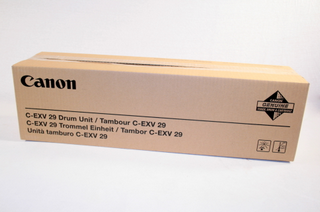 Canon
C-EXV 29 Drum Unit / Tambour C-EXV 29
C-EXV 29 Trommel Einheit / Tambor C-EXV 29
Unità tamburo C-EXV 29
GENUINE